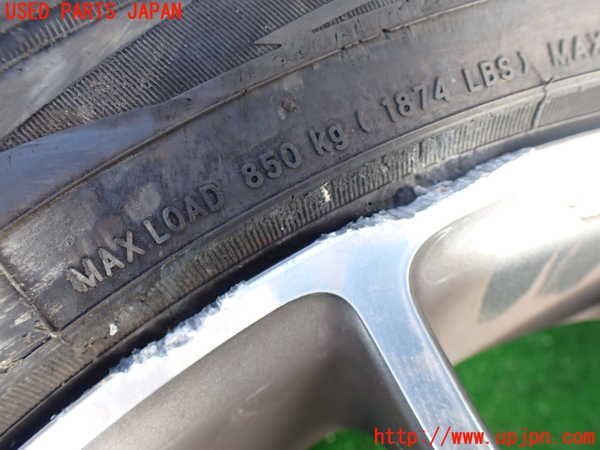 USED PARTS JAPAN
MAX LOAD 850 kg ( 1874 LBS ) MAX
http://www.upjpn.com/